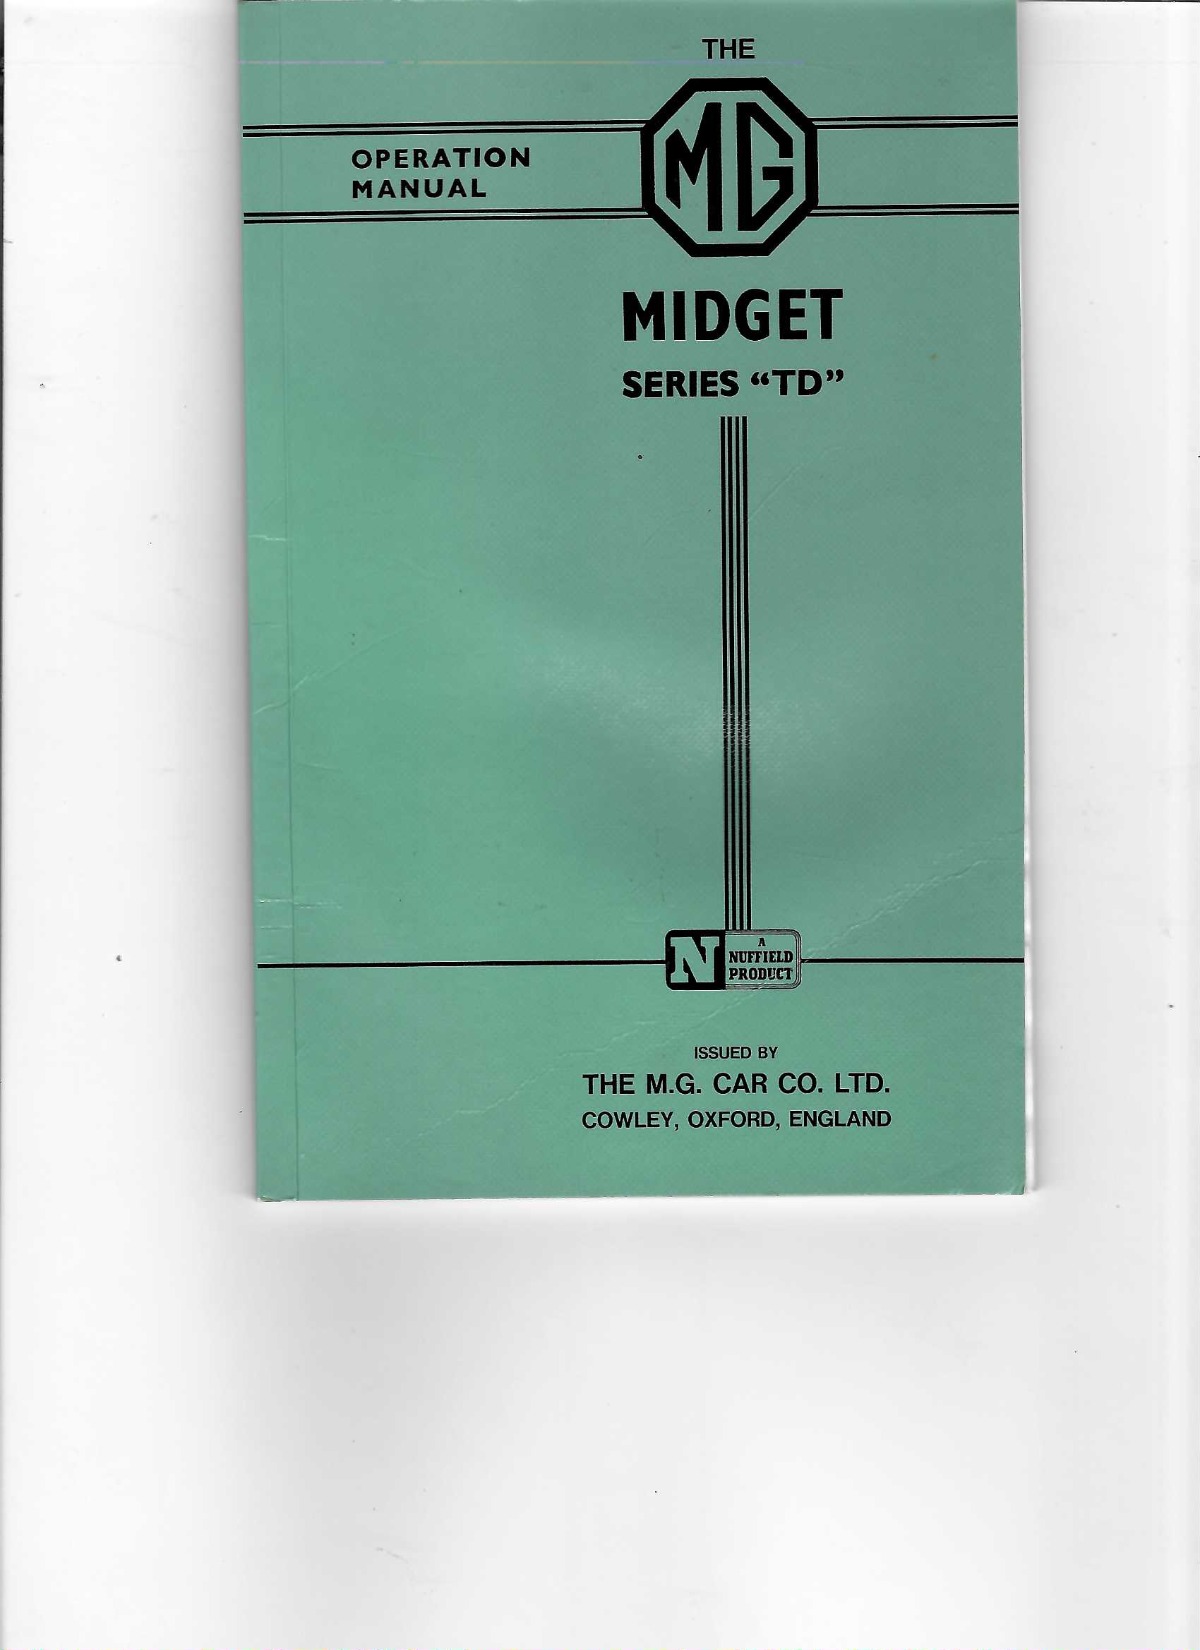 THE
MG
OPERATION
MANUAL
MIDGET
SERIES “TD”
N
A
NUFFIELD
PRODUCT
ISSUED BY
THE M.G. CAR CO. LTD.
COWLEY, OXFORD, ENGLAND